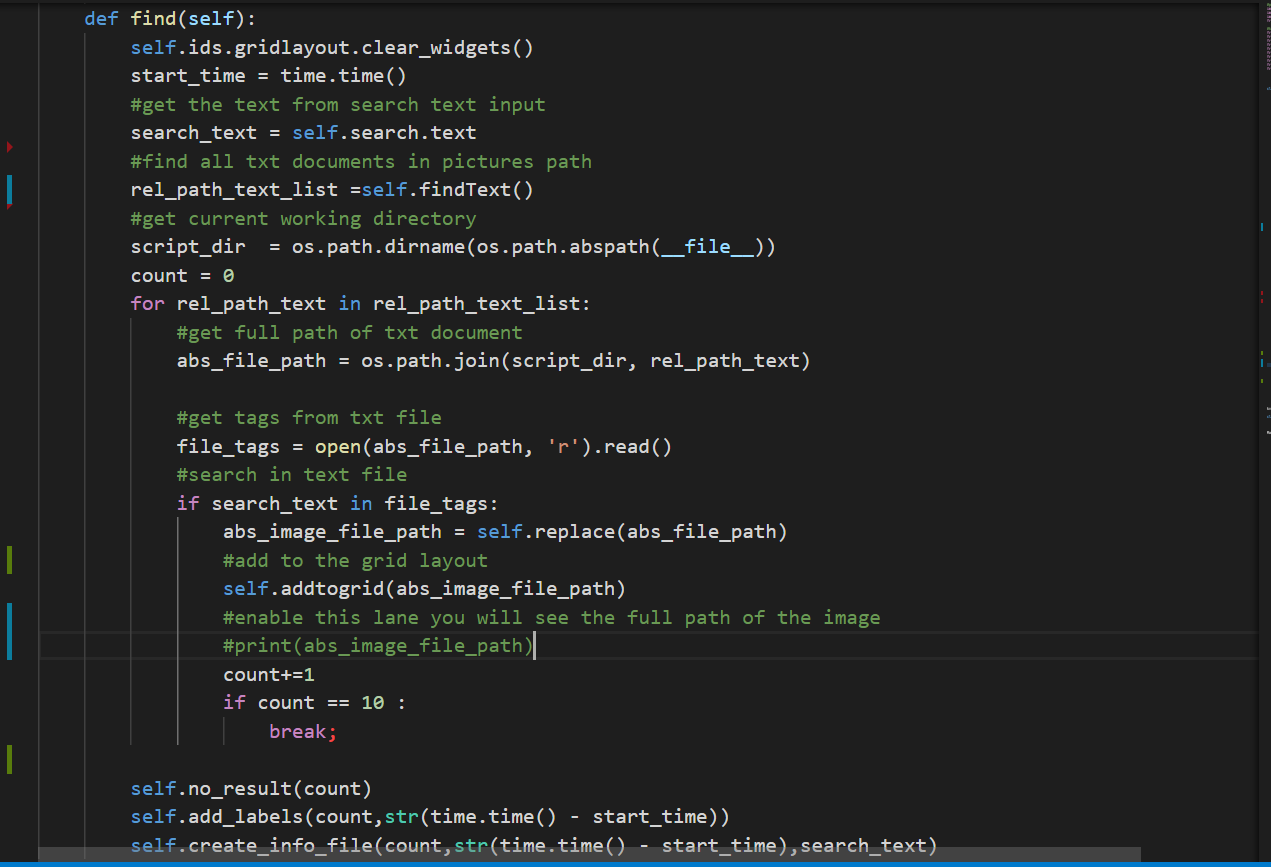 def find(self):
self.ids.gridlayout.clear_widgets()
start_time = time.time()
#get the text from search text input
search_text = self.search.text
#find all txt documents in pictures path
rel_path_text_list =self.findText()
#get current working directory
script_dir  = os.path.dirname(os.path.abspath(__file__))
count = 0
for rel_path_text in rel_path_text_list:
#get full path of txt document
abs_file_path = os.path.join(script_dir, rel_path_text)
#get tags from txt file
file_tags = open(abs_file_path, 'r').read()
#search in text file
if search_text in file_tags:
abs_image_file_path = self.replace(abs_file_path)
#add to the grid layout
self.addtogrid(abs_image_file_path)
#enable this lane you will see the full path of the image
#print(abs_image_file_path)
count+=1
if count == 10 :
break;
self.no_result(count)
self.add_labels(count,str(time.time() - start_time))
self.create_info_file(count,str(time.time() - start_time),search_text)